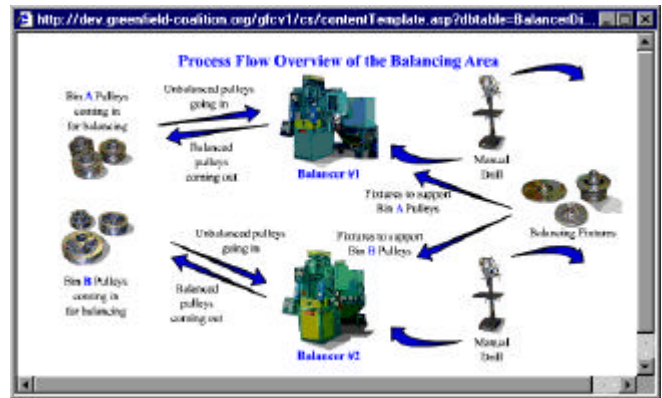 http://dev.greenfield-coalition.org/gfcv1/cs/contentTemplate.asp?dbtable=BalancerDi...
Process Flow Overview of the Balancing Area
Bin A Pulleys
coming in
for balancing
Unbalanced pulleys
going in
Balanced
pulleys
coming out
Balancer #1
Manual
Drill
Fixtures to support
Bin A Pulleys
Balancing Fixtures
Unbalanced pulleys
going in
Fixtures to support
Bin B Pulleys
Bin B Pulleys
coming in
for balancing
Balanced
pulleys
coming out
Balancer #2
Manual
Drill